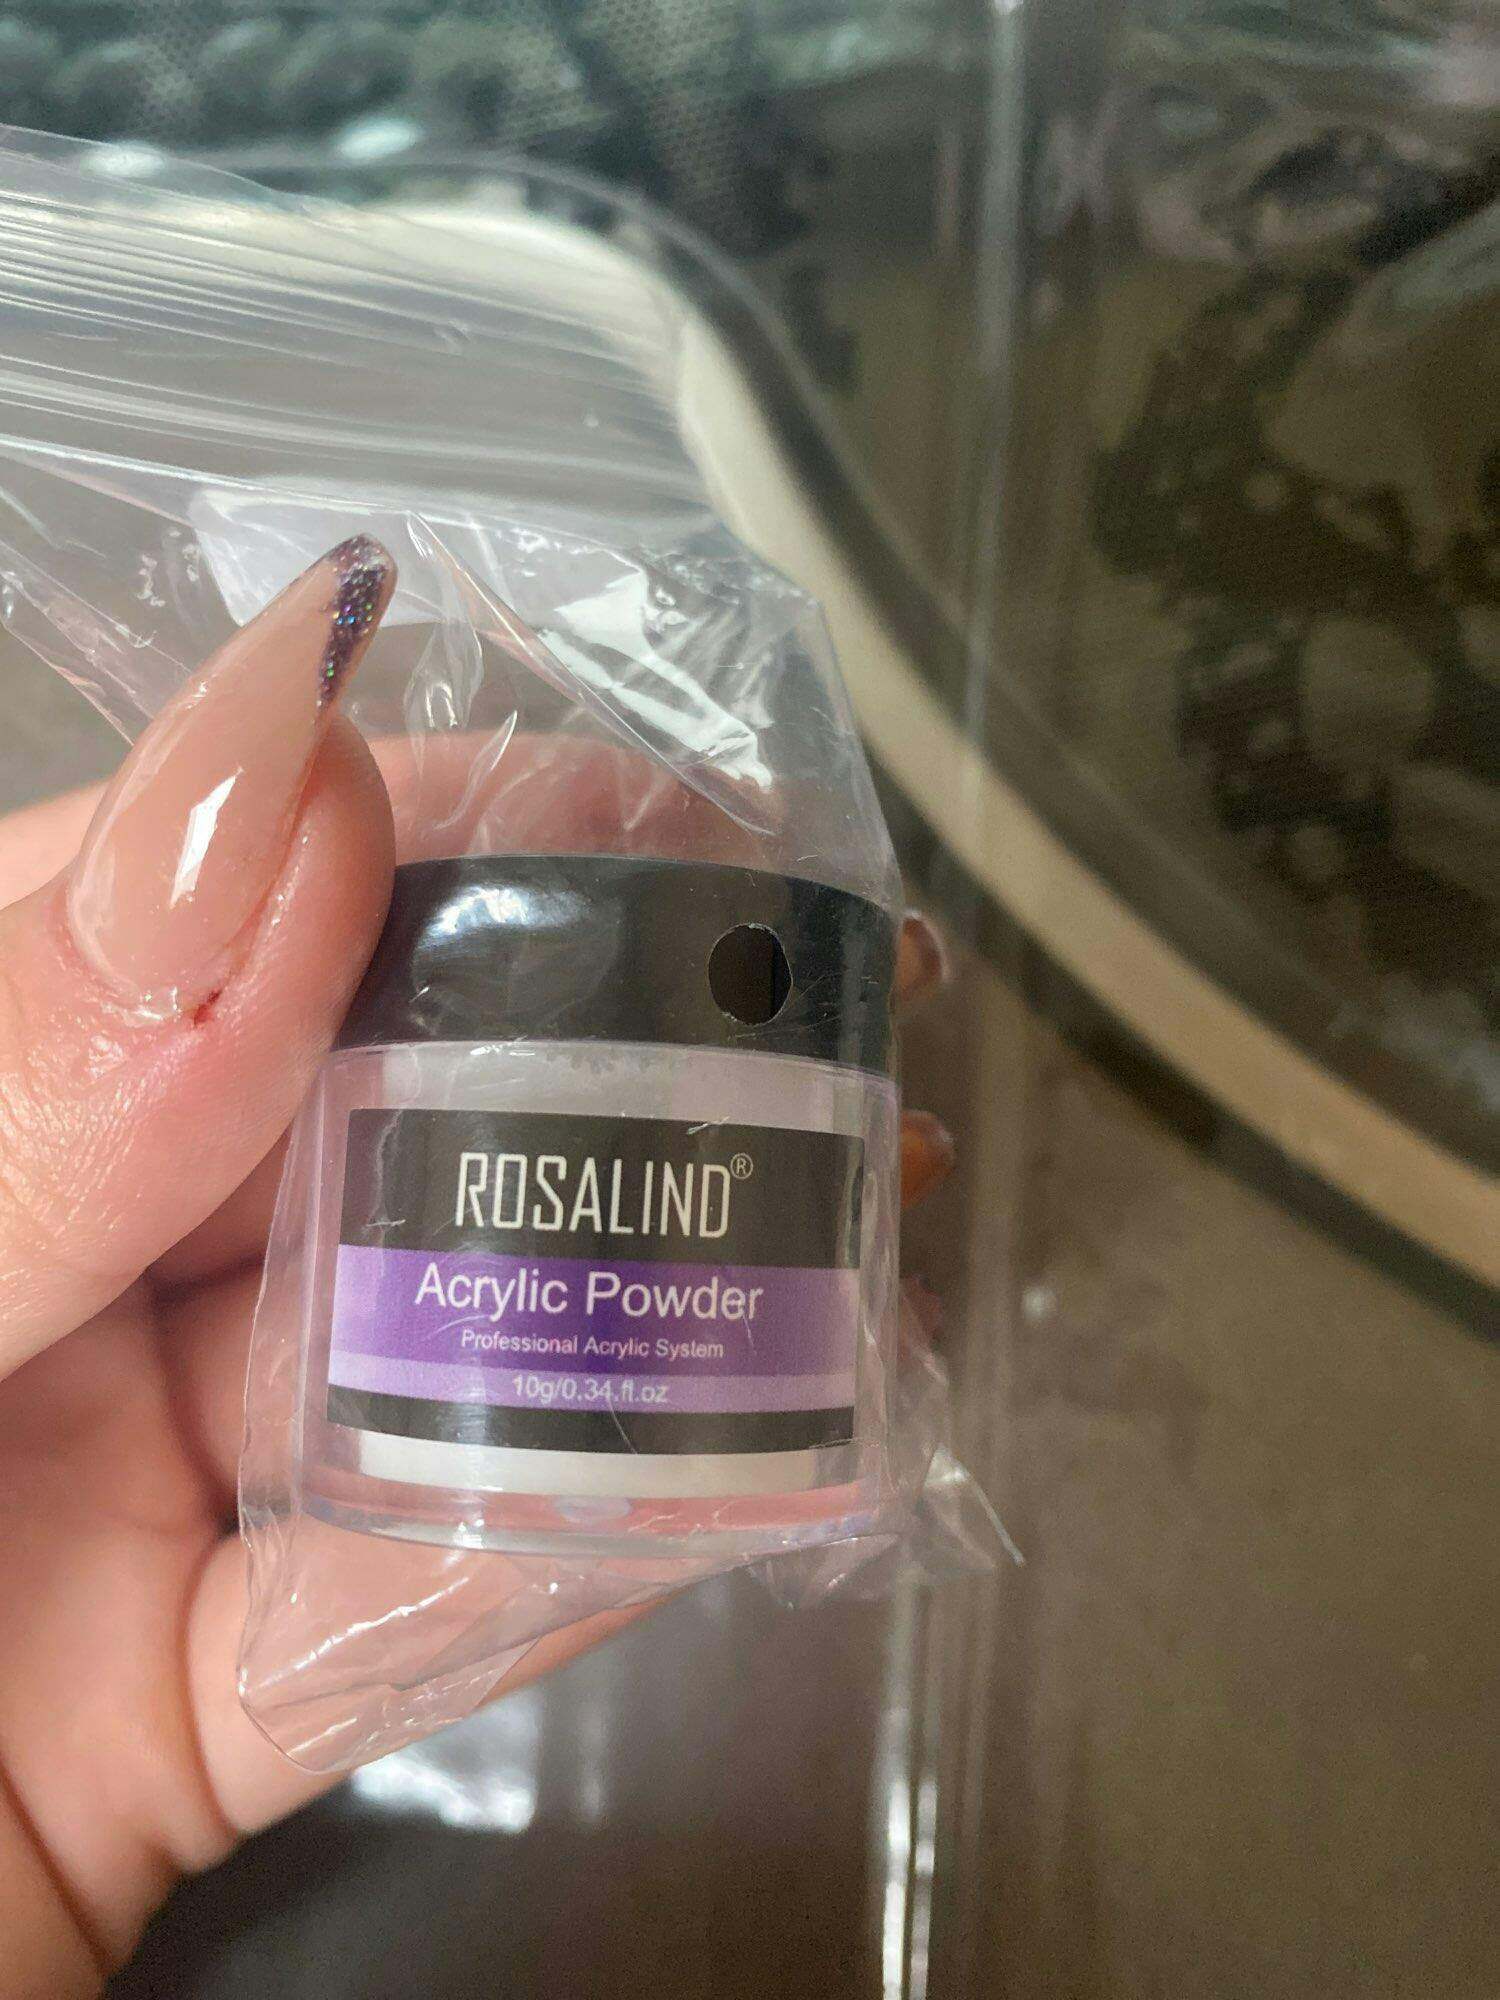 ROSALIND®
Acrylic Powder
Professional Acrylic System
10g/0.34.fl.oz